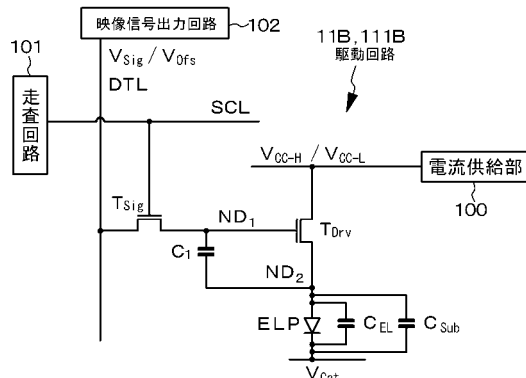 映像信号出力回路
102
101
走査回路
V_Sig / V_Ofs
DTL
11B, 111B
駆動回路
SCL
V_CC-H / V_CC-L
電流供給部
100
T_Sig
ND_1
T_Drv
C_1
ND_2
ELP
C_EL
C_Sub
V_Cat